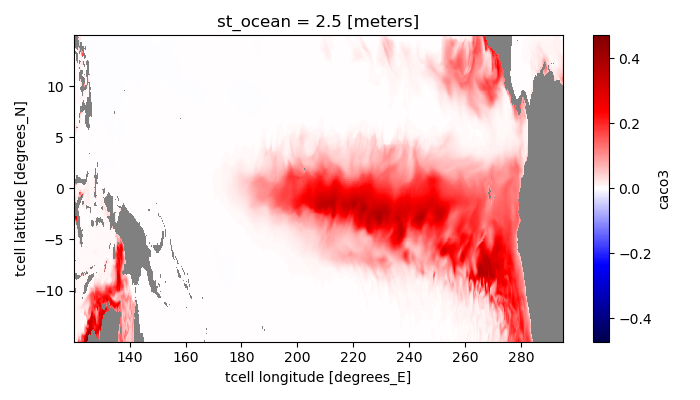 st_ocean = 2.5 [meters]
tcell latitude [degrees_N]
10
5
0
−5
−10
140 160 180 200 220 240 260 280
tcell longitude [degrees_E]
0.4
0.2
0.0
−0.2
−0.4
caco3